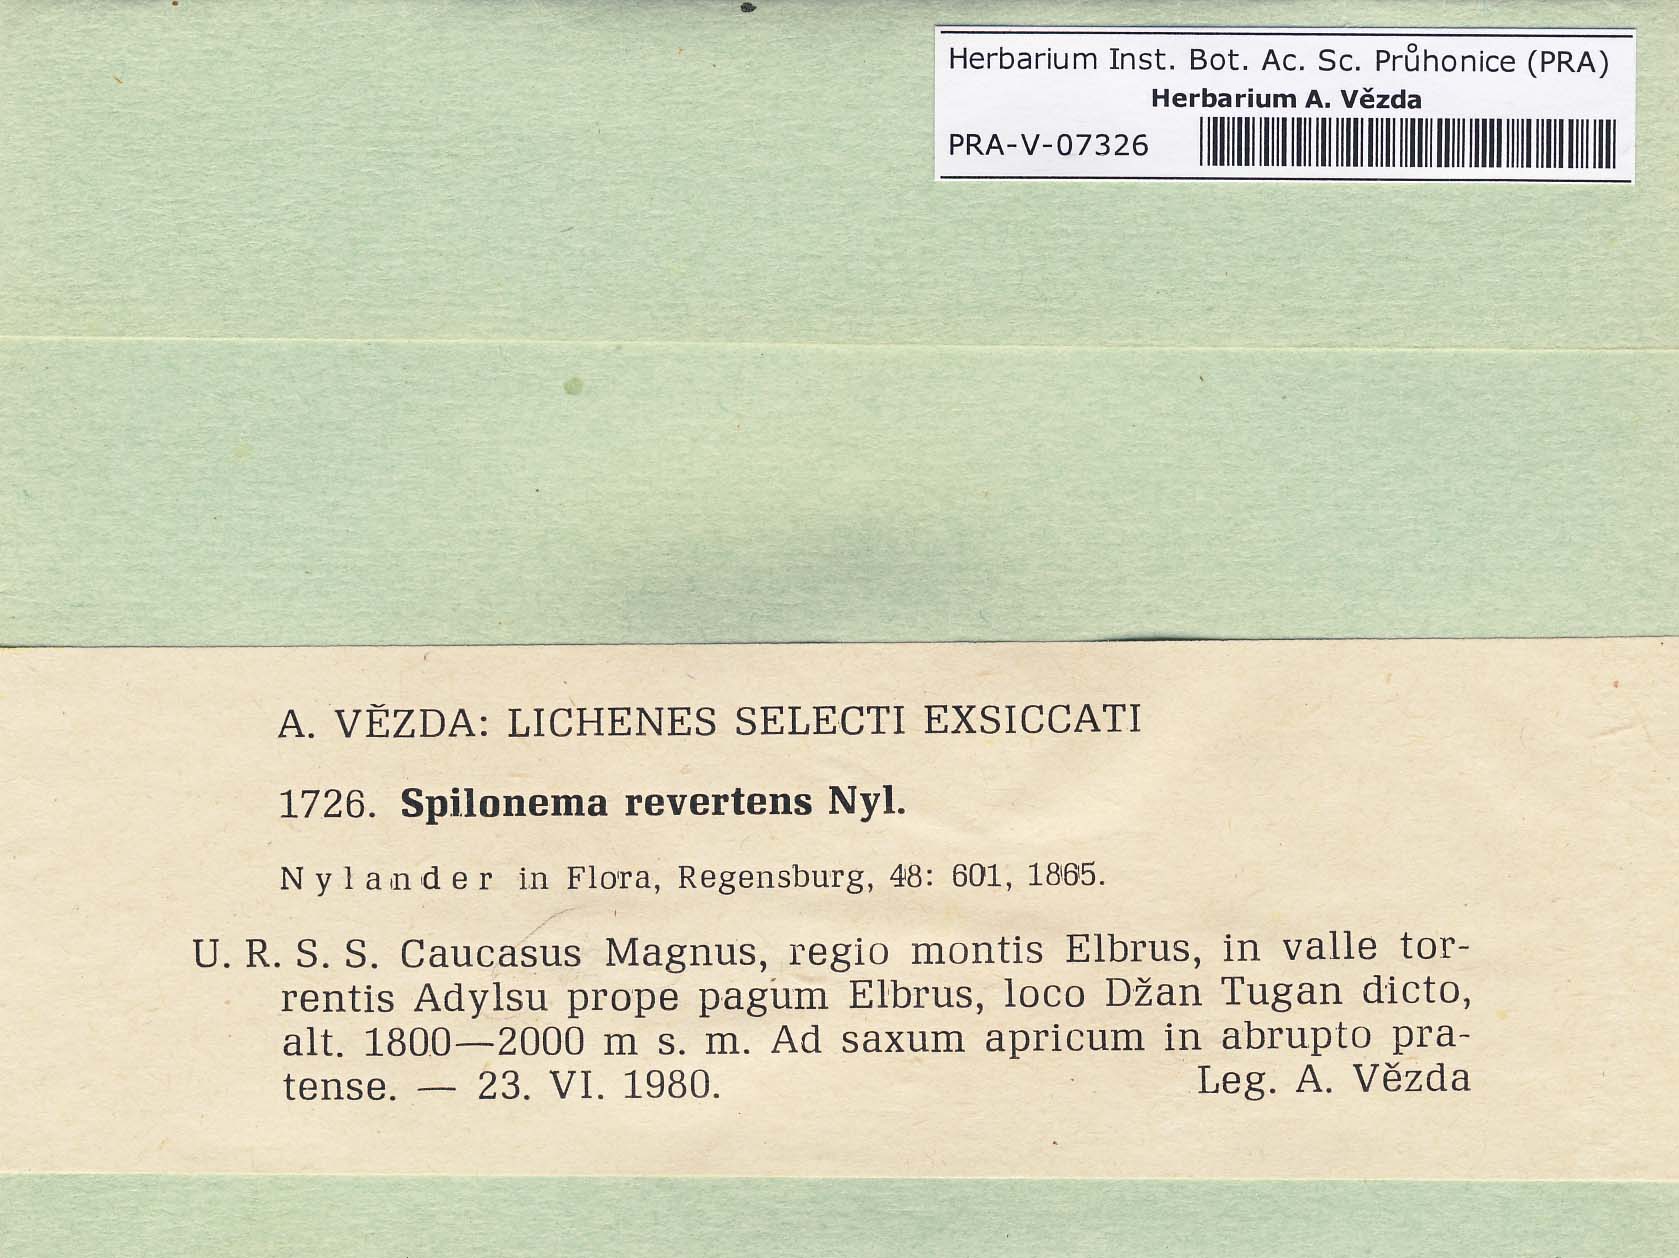 Herbarium Inst. Bot. Ac. Sc. Průhonice (PRA)
Herbarium A. Vězda
PRA-V-07326
A. VĚZDA: LICHENES SELECTI EXSICCATI
1726. Spilonema revertens Nyl.
Nylander in Flora, Regensburg, 48: 601, 1865.
U. R. S. S. Caucasus Magnus, regio montis Elbrus, in valle tor-
rentis Adylsu prope pagum Elbrus, loco Džan Tugan dicto,
alt. 1800—2000 m s. m. Ad saxum apricum in abrupto pra-
tense. — 23. VI. 1980. Leg. A. Vězda